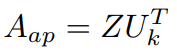 $A_{ap} = ZU_k^T$